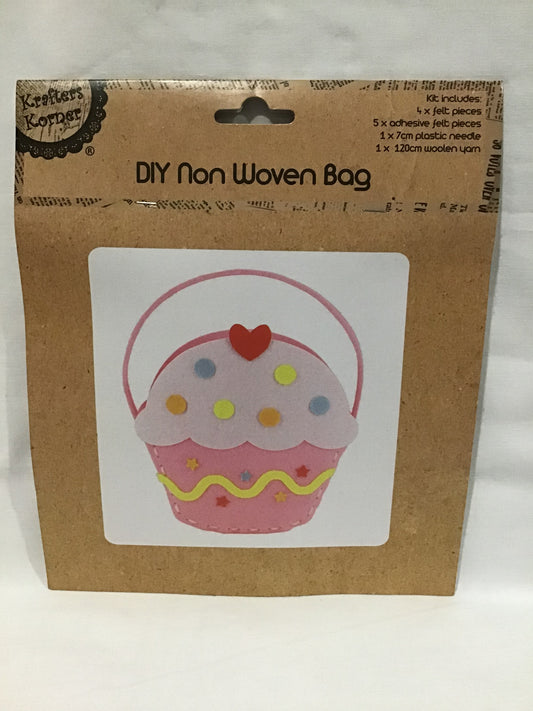 Krafters
Korner
®
Kit includes:
4 x felt pieces
5 x adhesive felt pieces
1 x 7cm plastic needle
1 x 120cm woolen yarn
DIY Non Woven Bag